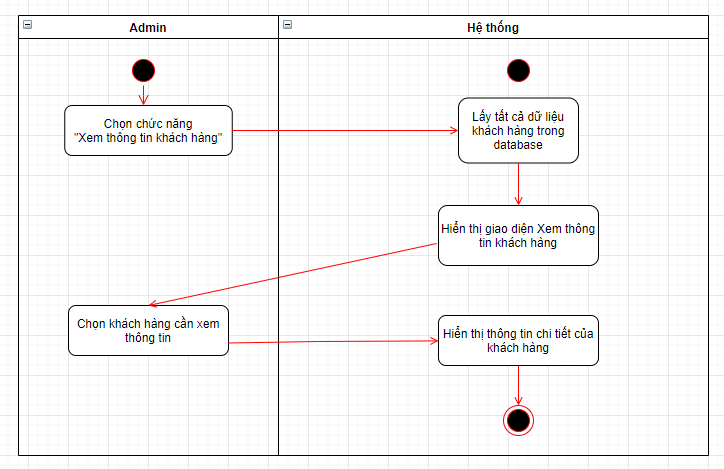 Admin
Hệ thống
Chọn chức năng
"Xem thông tin khách hàng"
Lấy tất cả dữ liệu
khách hàng trong
database
Hiển thị giao diện Xem thông
tin khách hàng
Chọn khách hàng cần xem
thông tin
Hiển thị thông tin chi tiết của
khách hàng